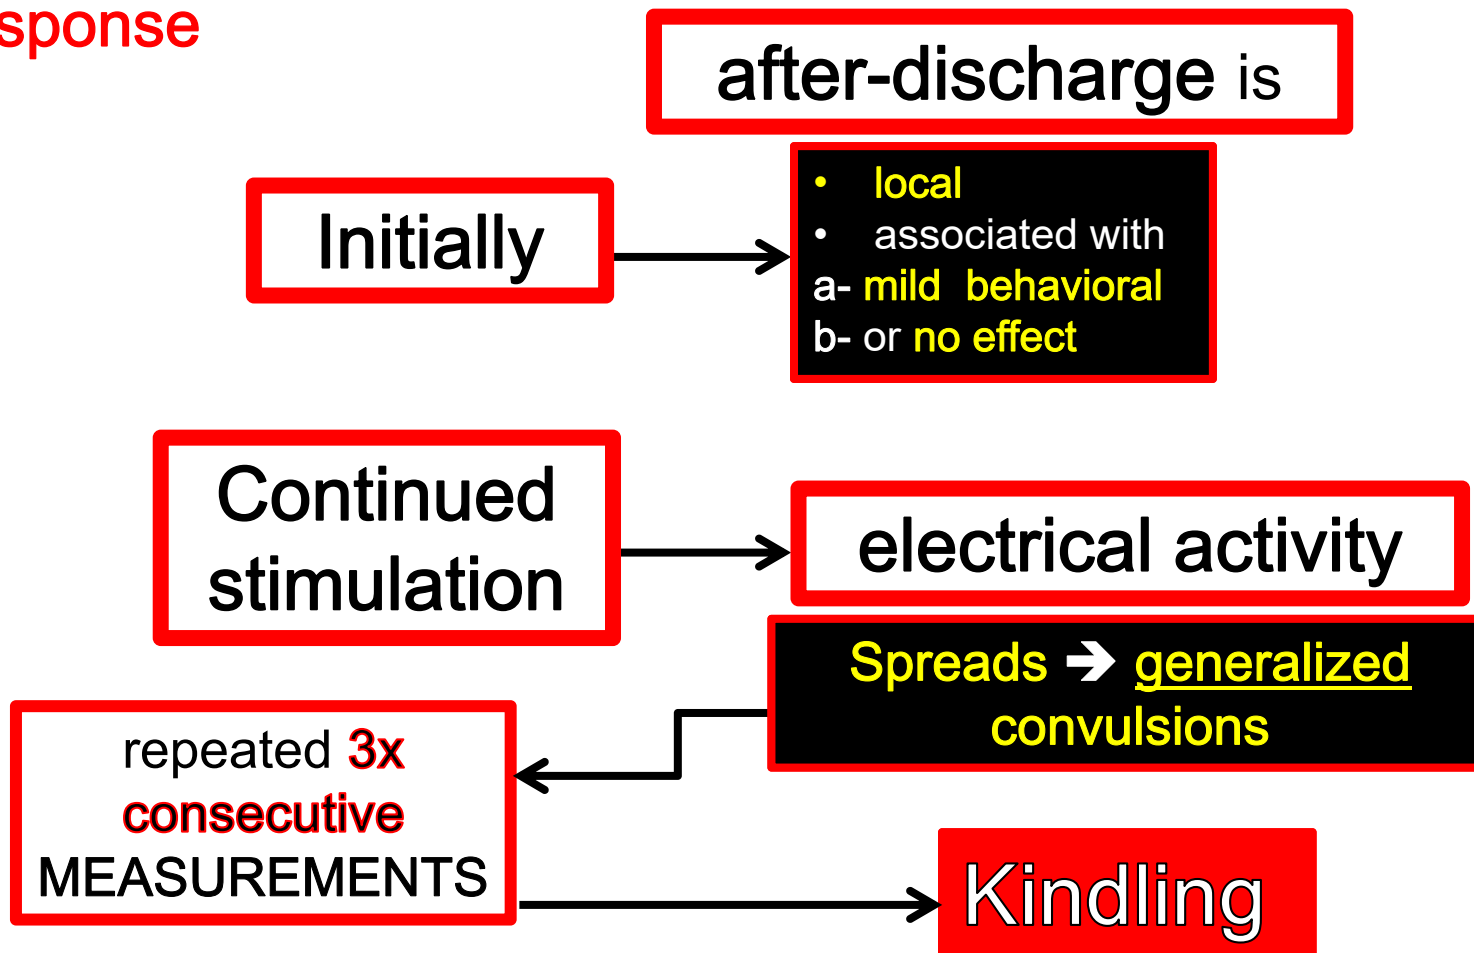 sponse
after-discharge is
Initially
• local
• associated with
a- mild behavioral
b- or no effect
Continued
stimulation
electrical activity
Spreads ➔ generalized
convulsions
repeated 3x
consecutive
MEASUREMENTS
Kindling